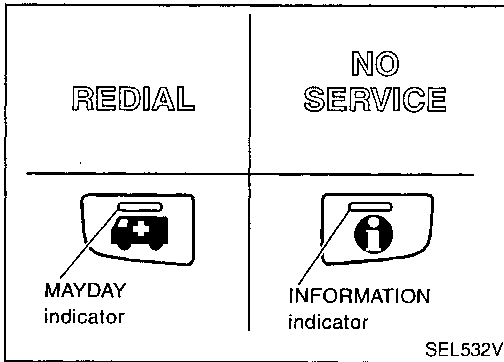 REDIAL
NO
SERVICE
MAYDAY
indicator
INFORMATION
indicator
SEL532V